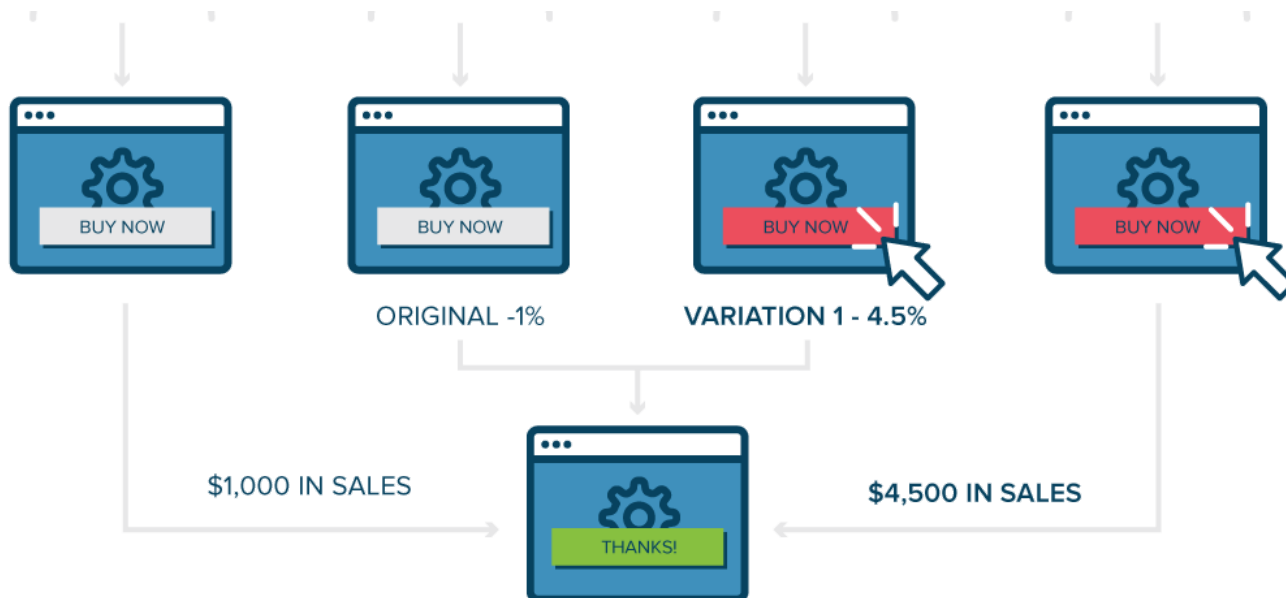 BUY NOW
BUY NOW
BUY NOW
BUY NOW
ORIGINAL -1%
VARIATION 1 - 4.5%
$1,000 IN SALES
$4,500 IN SALES
THANKS!